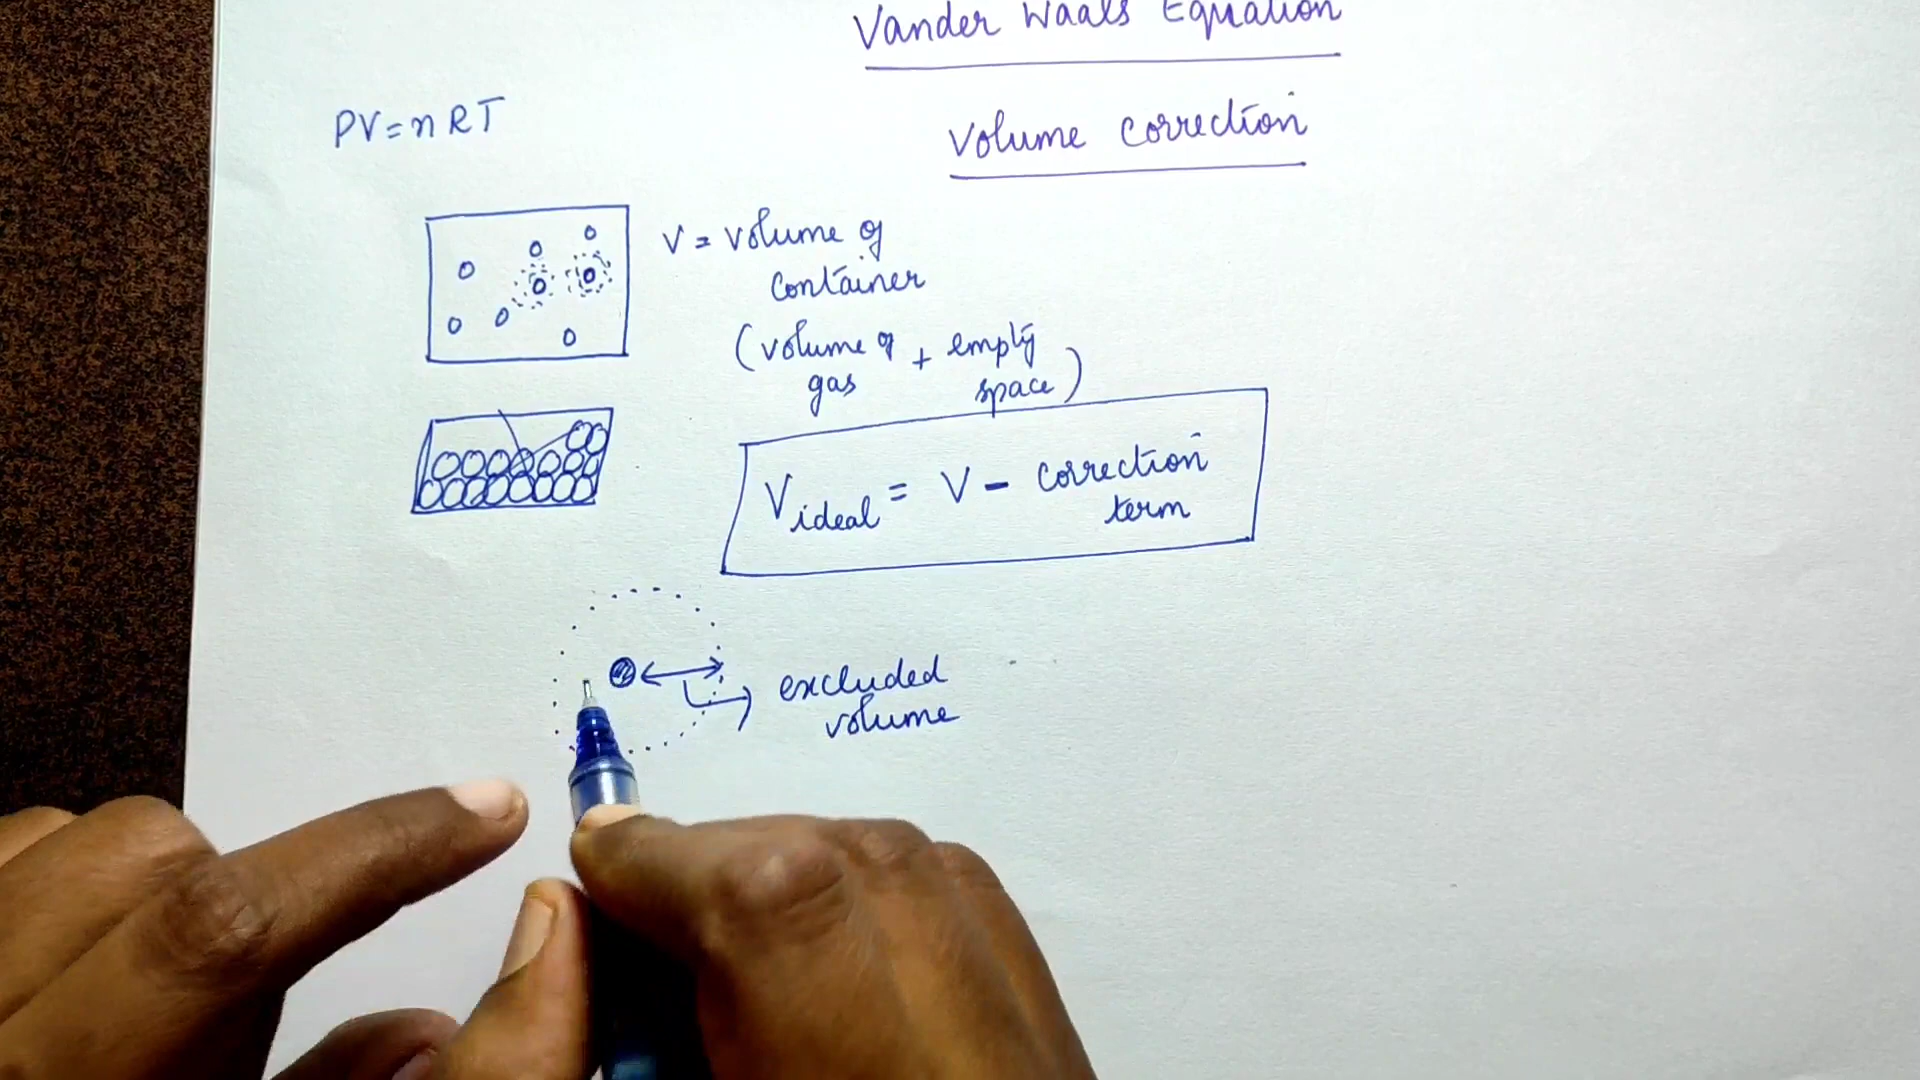 Vander Waals Equation
PV = nRT
Volume correction
V = volume of
container
(volume of + empty
gas space)
V ideal = V - correction
term
excluded
volume